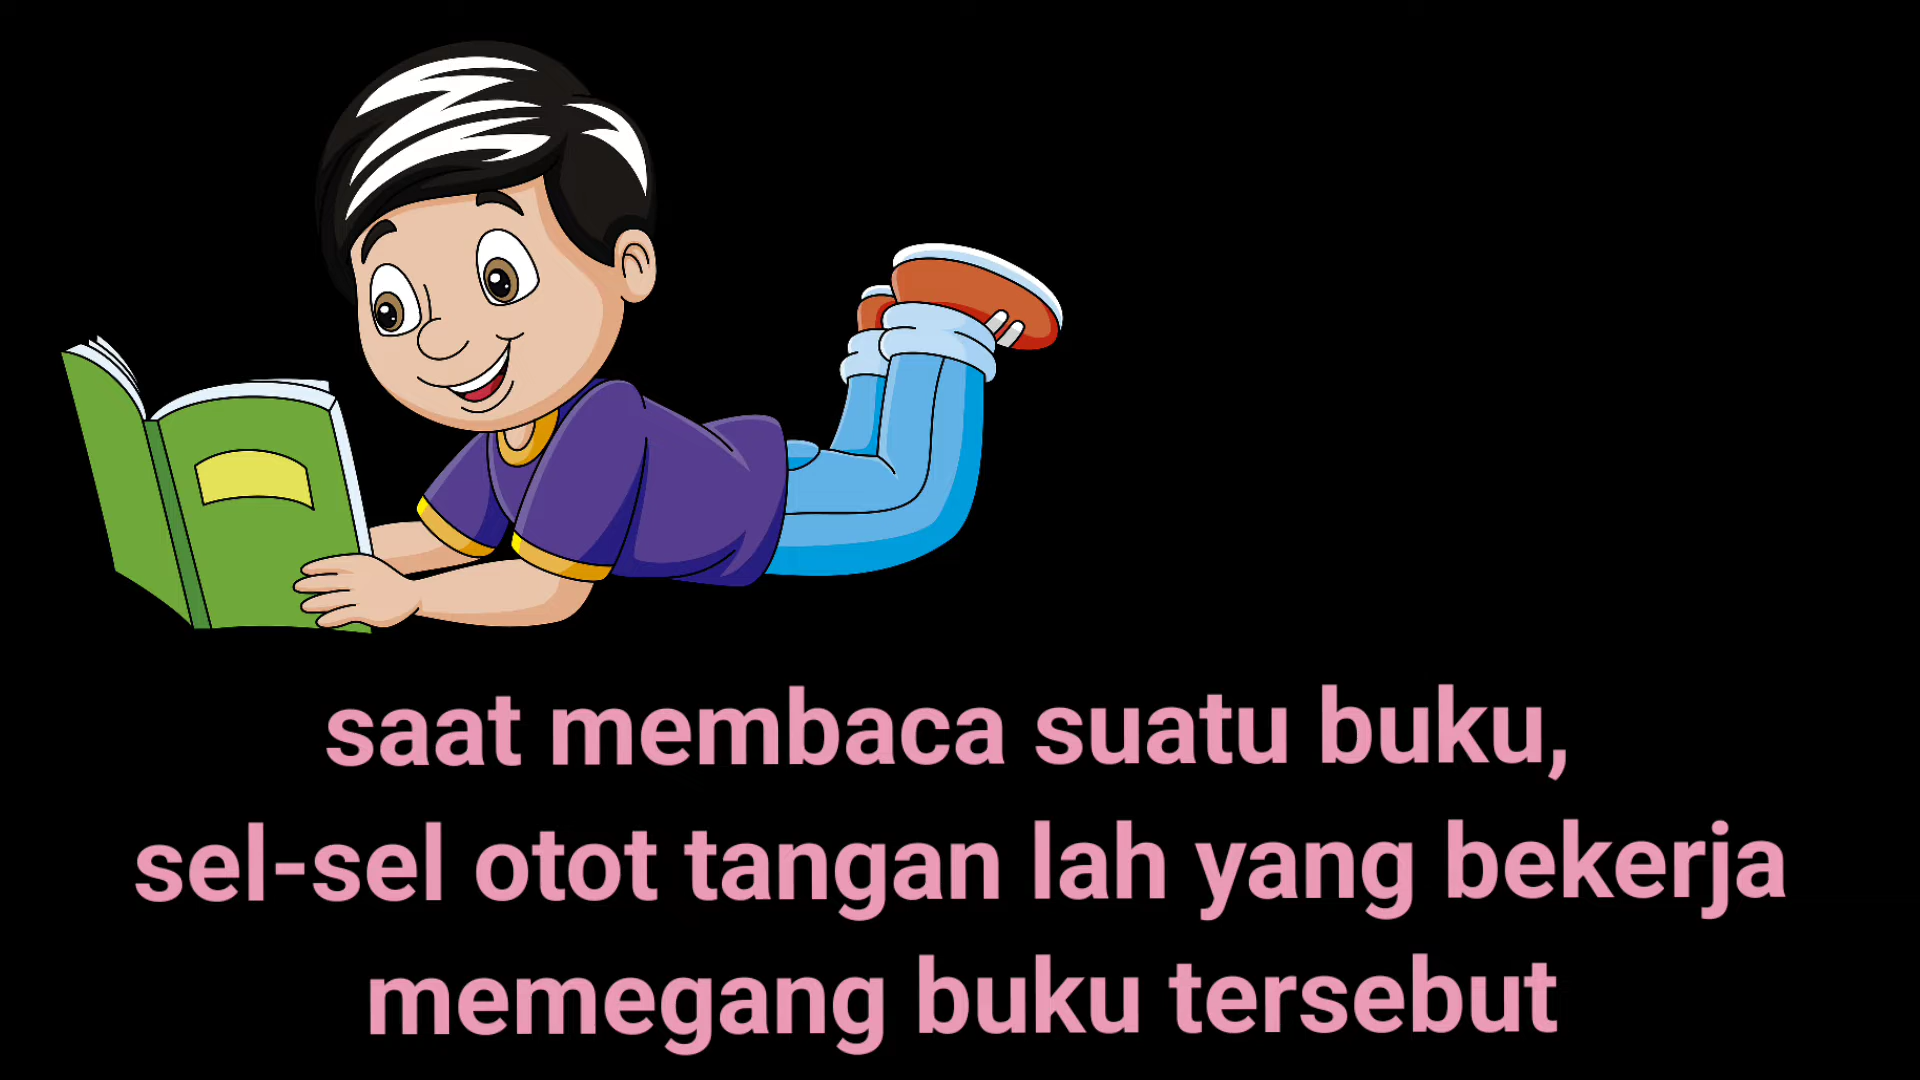 saat membaca suatu buku,
sel-sel otot tangan lah yang bekerja
memegang buku tersebut